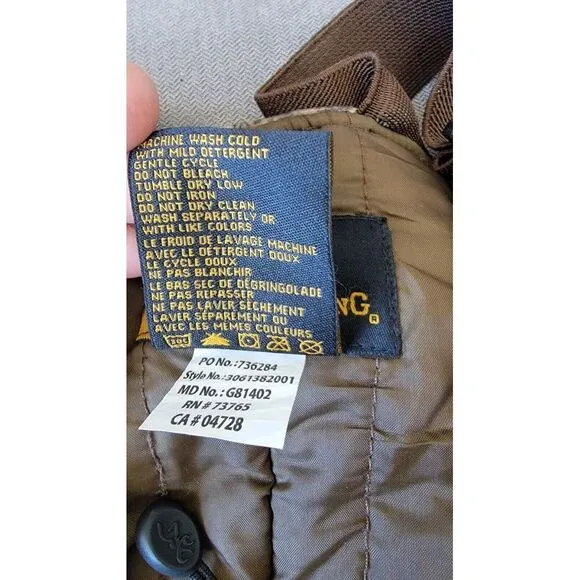 MACHINE WASH COLD
WITH MILD DETERGENT
GENTLE CYCLE
DO NOT BLEACH
TUMBLE DRY LOW
DO NOT IRON
DO NOT DRY CLEAN
WASH SEPARATELY OR
WITH LIKE COLORS
LE FROID DE LAVAGE MACHINE
AVEC LE DÉTERGENT DOUX
LE CYCLE DOUX
NE PAS BLANCHIR
LE BAS SEC DE DÉGRINGOLADE
NE PAS REPASSER
NE PAS LAVER SÈCHEMENT
LAVER SÉPARÉMENT OU
AVEC LES MEMES COULEURS
NG®
PO No.:736284
Style No.:3061382001
MD No.: G81402
RN # 73765
CA # 04728